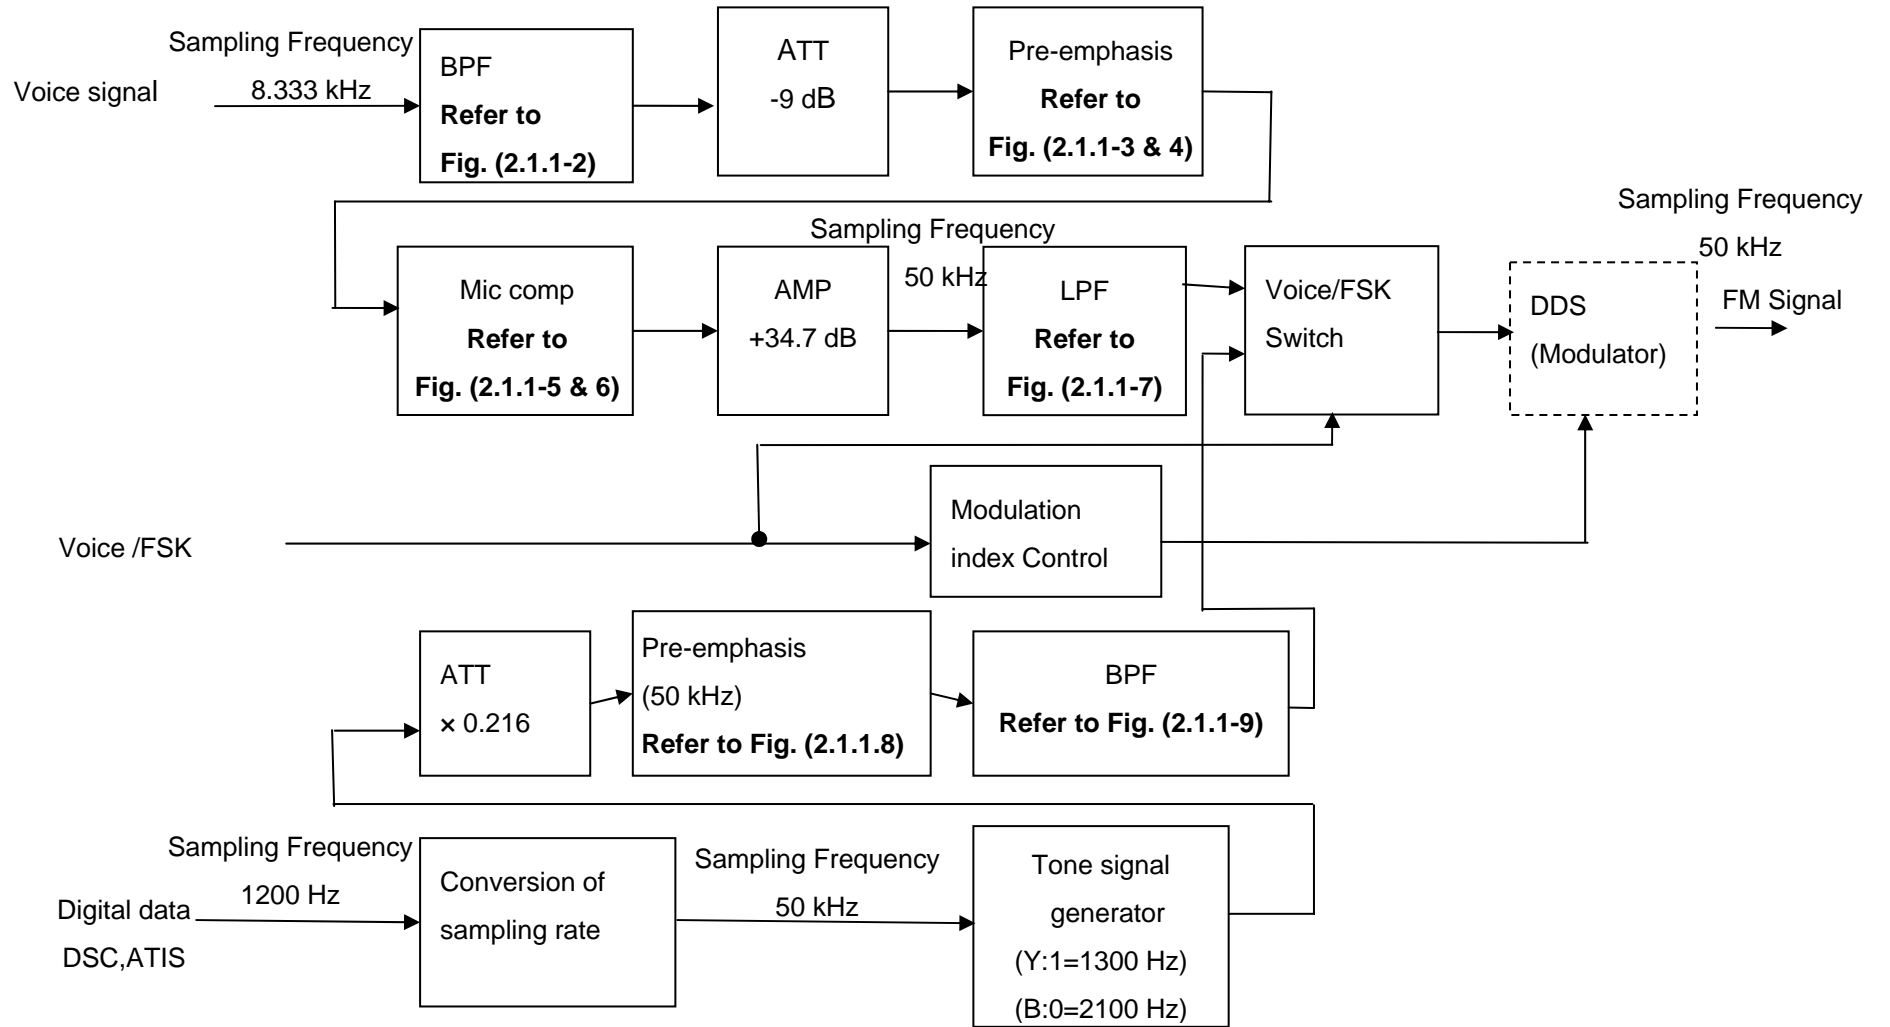 Sampling Frequency
8.333 kHz
Voice signal
BPF
Refer to
Fig. (2.1.1-2)
ATT
-9 dB
Pre-emphasis
Refer to
Fig. (2.1.1-3 & 4)
Mic comp
Refer to
Fig. (2.1.1-5 & 6)
AMP
+34.7 dB
Sampling Frequency
50 kHz
LPF
Refer to
Fig. (2.1.1-7)
Voice/FSK
Switch
DDS
(Modulator)
Sampling Frequency
50 kHz
FM Signal
Voice /FSK
Modulation
index Control
ATT
× 0.216
Pre-emphasis
(50 kHz)
Refer to Fig. (2.1.1.8)
BPF
Refer to Fig. (2.1.1-9)
Sampling Frequency
1200 Hz
Digital data
DSC,ATIS
Conversion of
sampling rate
Sampling Frequency
50 kHz
Tone signal
generator
(Y:1=1300 Hz)
(B:0=2100 Hz)